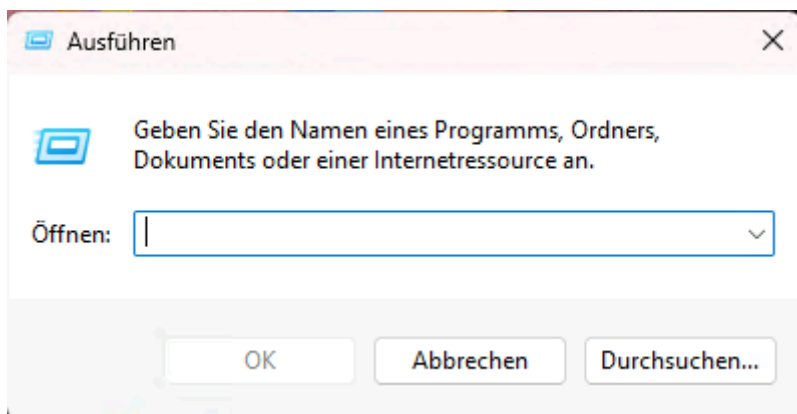 Ausführen
Geben Sie den Namen eines Programms, Ordners,
Dokuments oder einer Internetressource an.
Öffnen:
OK Abbrechen Durchsuchen...